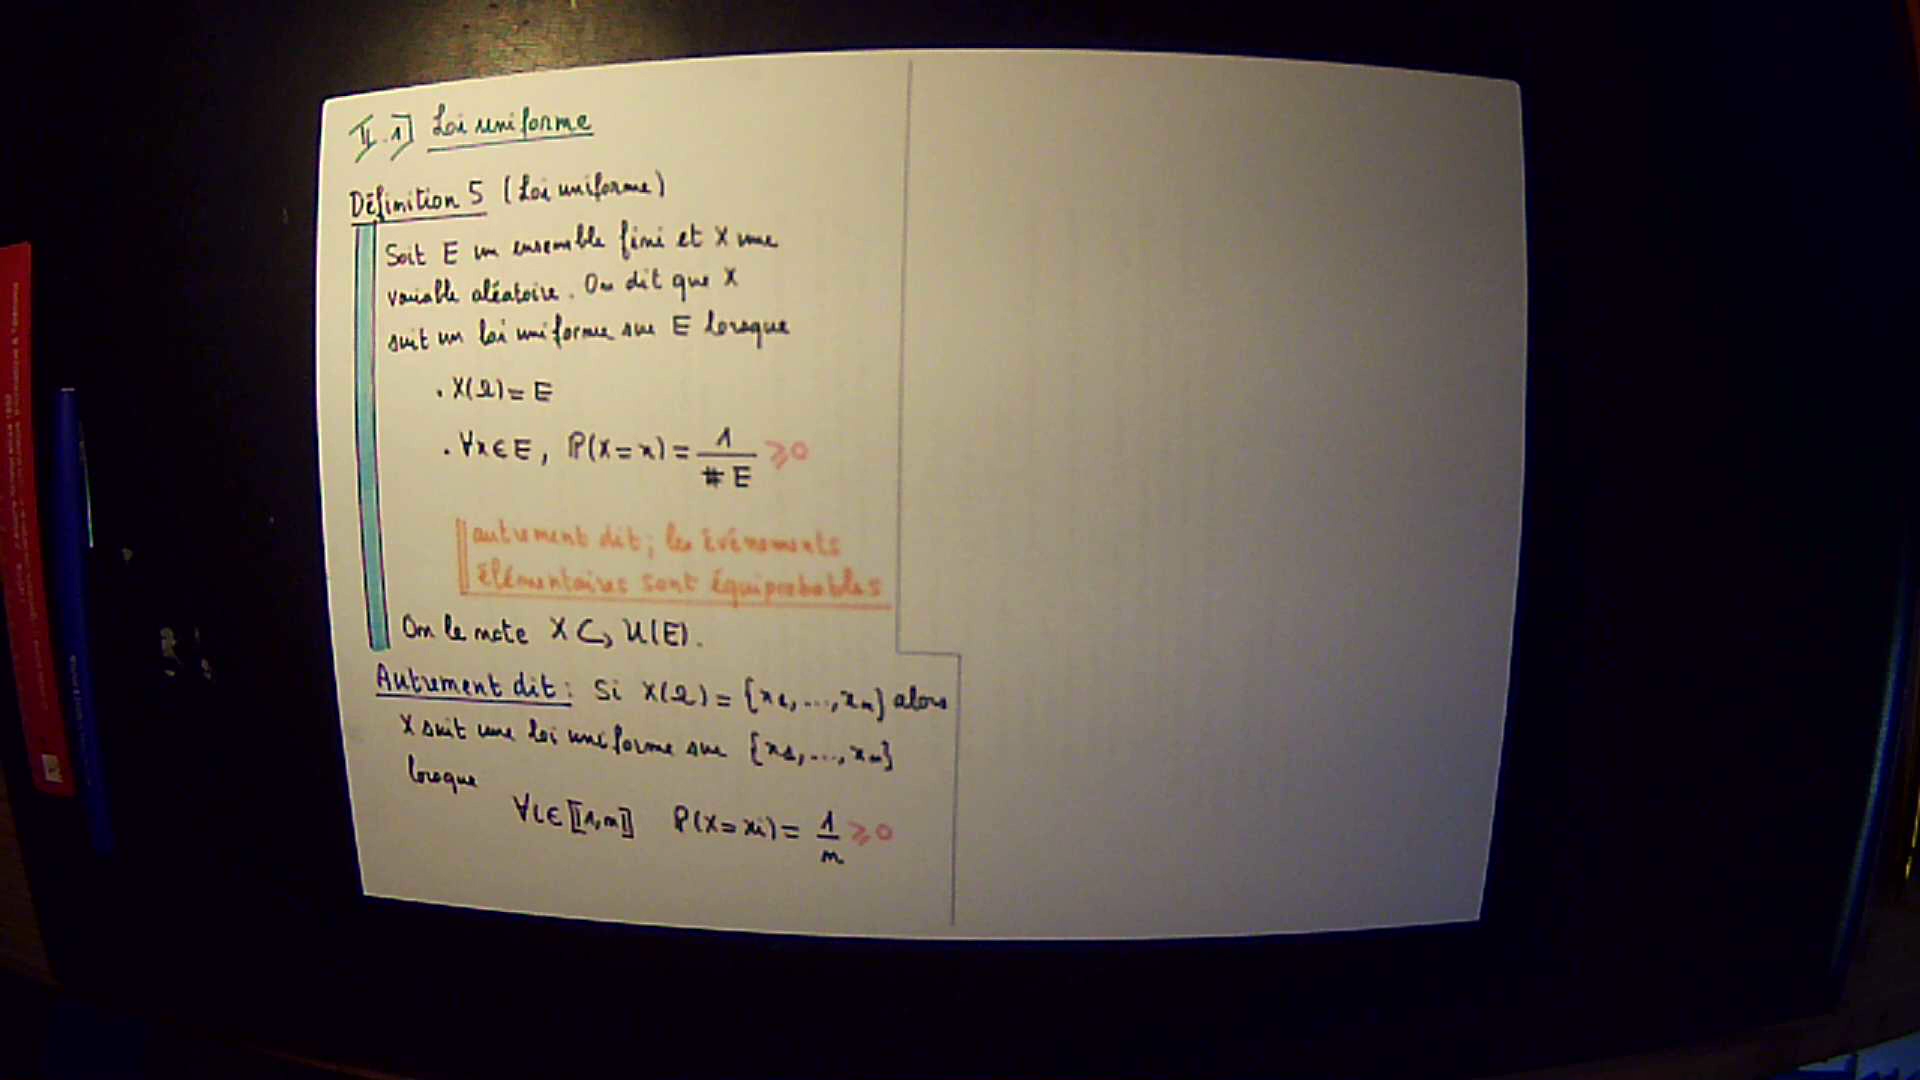 II.1] Loi uniforme
Définition 5 (Loi uniforme)
Soit E un ensemble fini et X une
variable aléatoire. On dit que X
suit un loi uniforme sur E lorsque
. X(Ω) = E
. ∀x ∈ E, P(X = x) = 1 / # E ⩾ 0
autrement dit; les événements
élémentaires sont équiprobables
On le note X ↪ U(E).
Autrement dit : Si X(Ω) = {x1, ..., xn} alors
X suit une loi uniforme sur {x1, ..., xn}
lorsque
∀i ∈ ⟦1, n⟧ P(X = xi) = 1 / n ⩾ 0